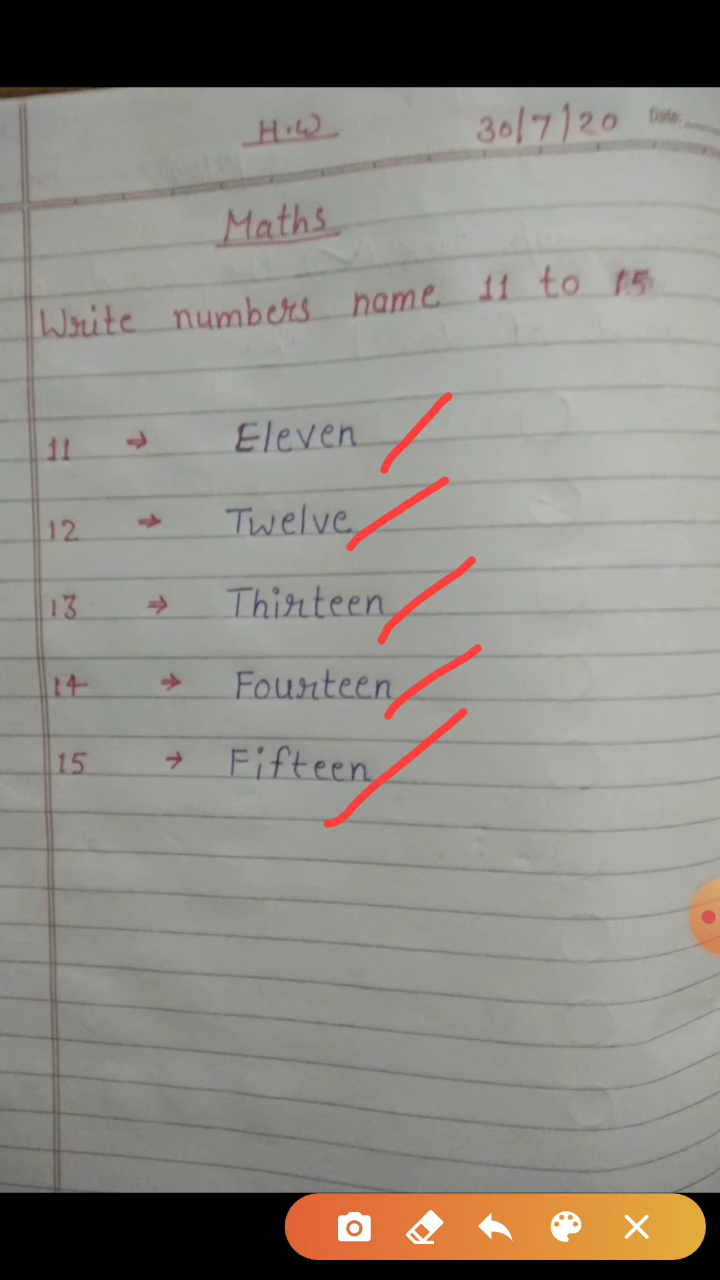 H.W 30/7/20 Date:
Maths
Write numbers name 11 to 15
11 → Eleven
12 → Twelve
13 → Thirteen
14 → Fourteen
15 → Fifteen